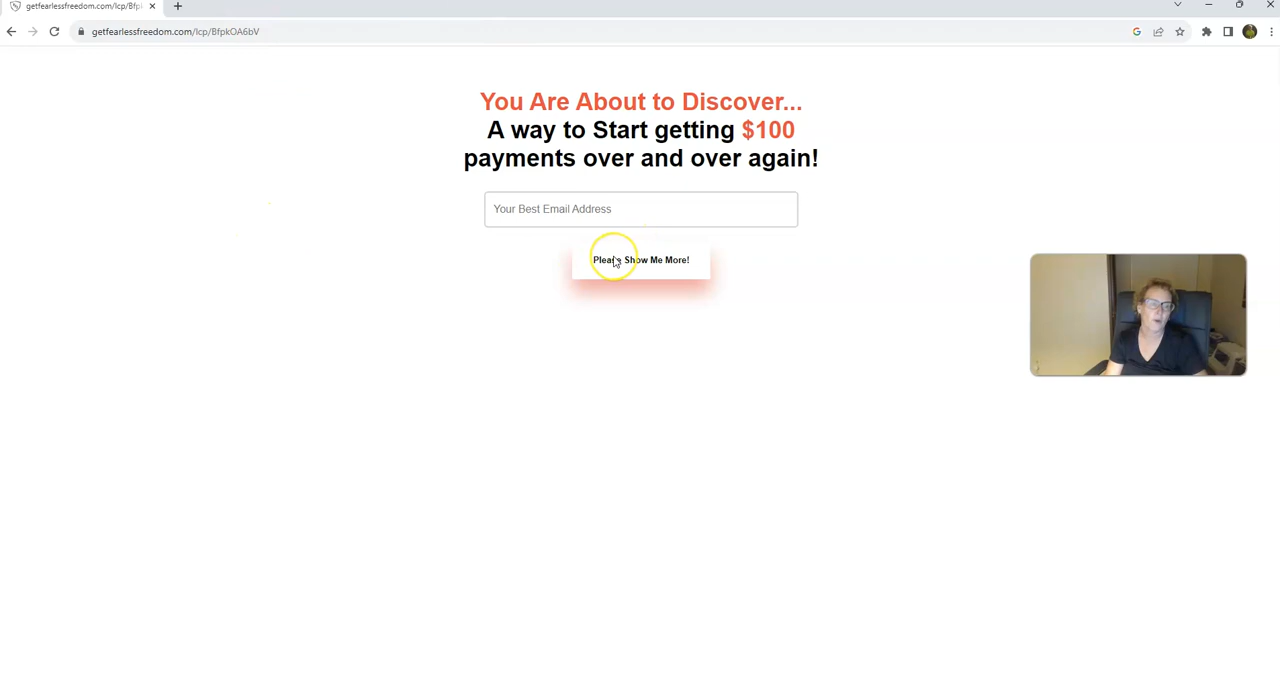 getfearlessfreedom.com/lcp/Bfpk
getfearlessfreedom.com/lcp/BfpkOA6bV
You Are About to Discover...
A way to Start getting $100
payments over and over again!
Your Best Email Address
Please Show Me More!